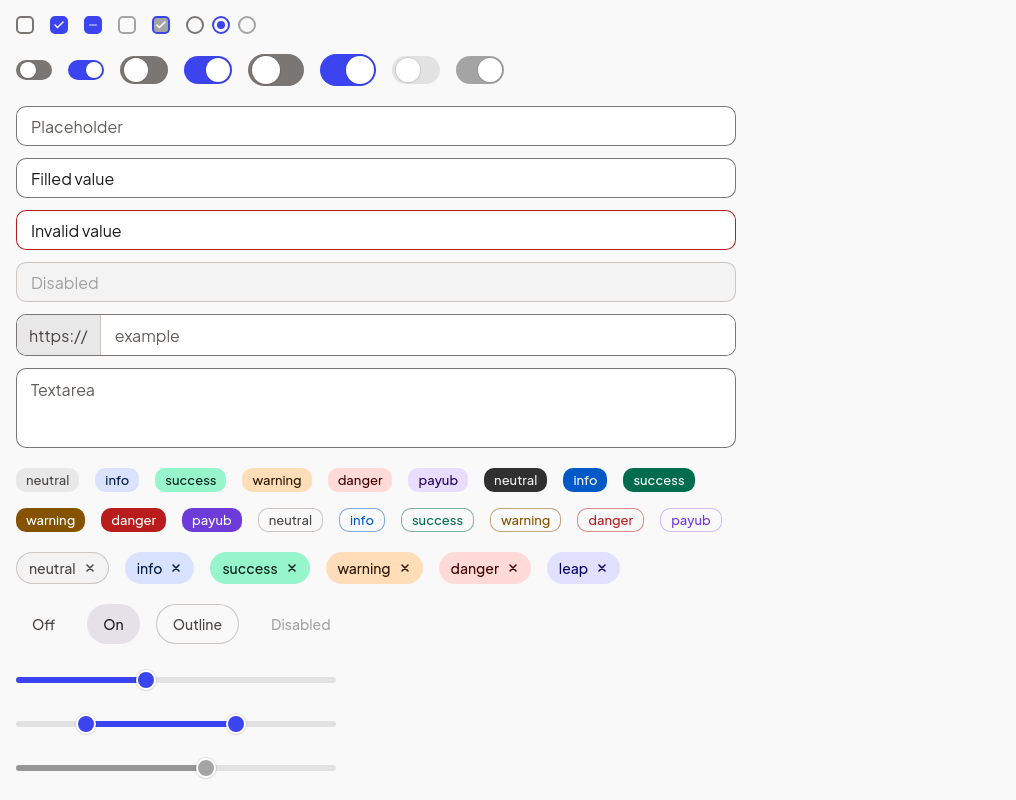 Placeholder
Filled value
Invalid value
Disabled
https:// example
Textarea
neutral info success warning danger payub neutral info success
warning danger payub neutral info success warning danger payub
neutral × info × success × warning × danger × leap ×
Off On Outline Disabled